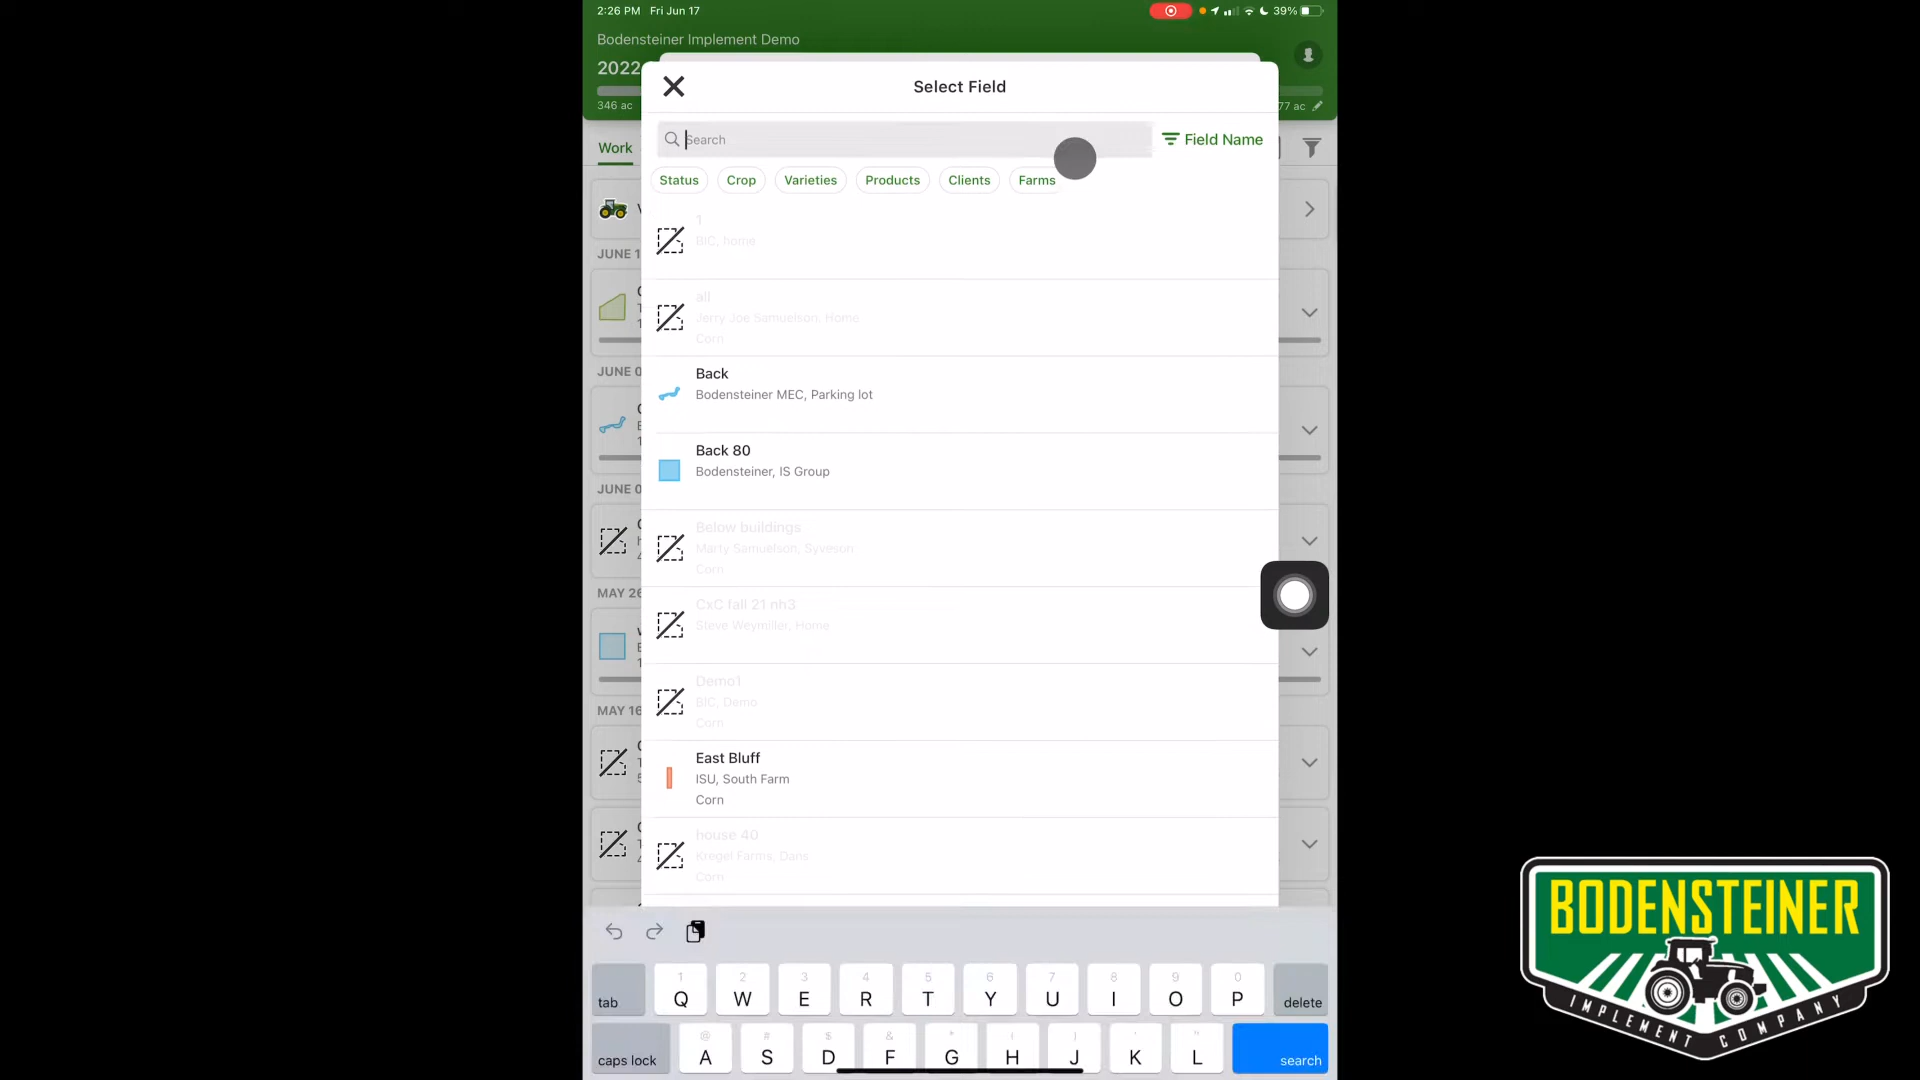 2:26 PM Fri Jun 17
39%
Bodensteiner Implement Demo
2022
346 ac
77 ac
Select Field
Search
Field Name
Work
Status
Crop
Varieties
Products
Clients
Farms
1
BIC, home
JUNE 1
all
Jerry Joe Samuelson, Home
Corn
JUNE 0
Back
Bodensteiner MEC, Parking lot
Back 80
Bodensteiner, IS Group
JUNE 0
Below buildings
Marty Samuelson, Syveson
Corn
MAY 26
CxC fall 21 nh3
Steve Weymiller, Home
Demo1
BIC, Demo
Corn
MAY 16
East Bluff
ISU, South Farm
Corn
house 40
Kregel Farms, Dans
Corn
1 2 3 4 5 6 7 8 9 0
tab Q W E R T Y U I O P delete
@ # $ & * ( ) ' "
caps lock A S D F G H J K L search
BODENSTEINER
IMPLEMENT COMPANY